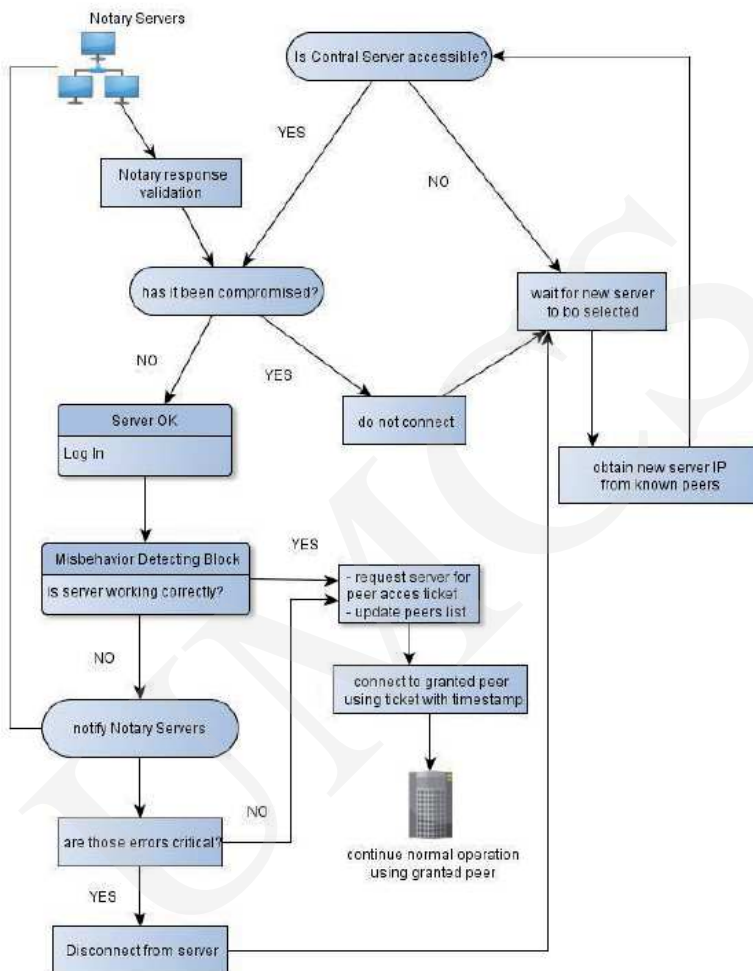 Notary Servers
Is Contral Server accessible?
YES
NO
Notary response
validation
has it been compromised?
wait for new server
to bo selected
NO
YES
Server OK
Log In
do not connect
obtain new server IP
from known peers
Misbehavior Detecting Block
is server working correctly?
YES
- request server for
peer acces ticket
- update peers list
NO
connect to granted peer
using ticket with timestamp
notify Notary Servers
NO
are those errors critical?
continue normal operation
using granted peer
YES
Disconnect from server
UMCS